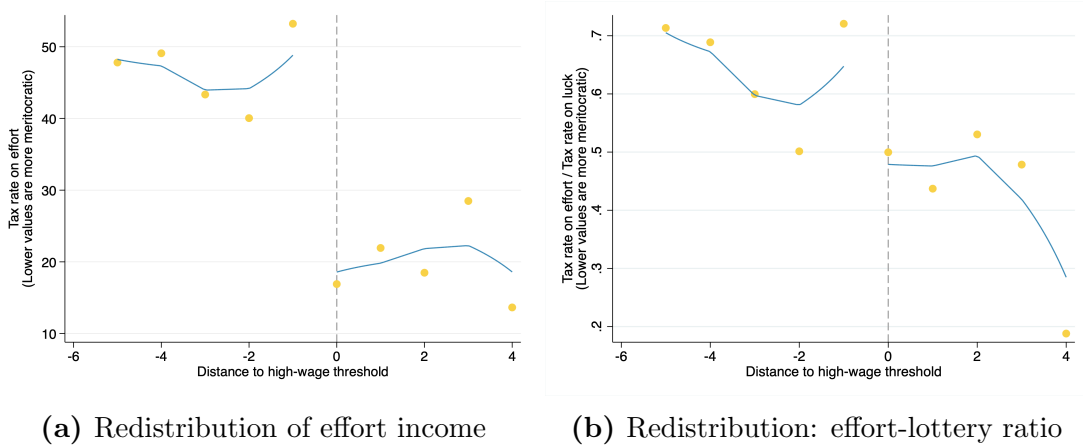 Tax rate on effort
(Lower values are more meritocratic)
50
40
30
20
10
-6
-4
-2
0
2
4
Distance to high-wage threshold
(a) Redistribution of effort income
Tax rate on effort / Tax rate on luck
(Lower values are more meritocratic)
.7
.6
.5
.4
.3
.2
-6
-4
-2
0
2
4
Distance to high-wage threshold
(b) Redistribution: effort-lottery ratio